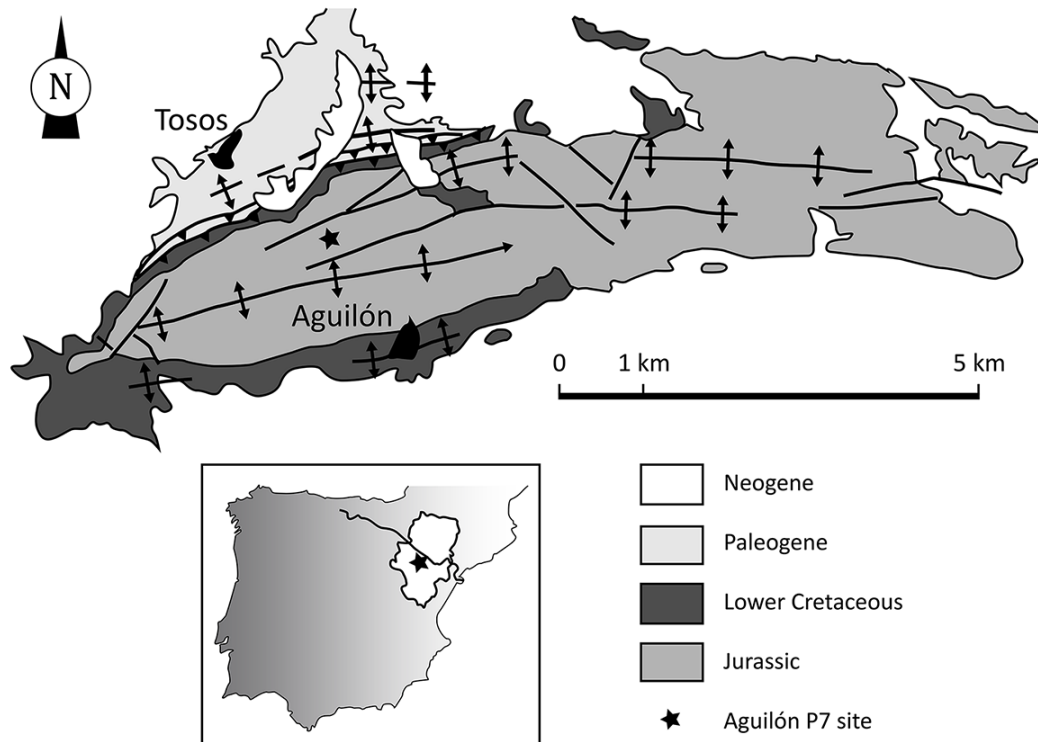 N
Tosos
Aguilón
0 1 km 5 km
Neogene
Paleogene
Lower Cretaceous
Jurassic
Aguilón P7 site